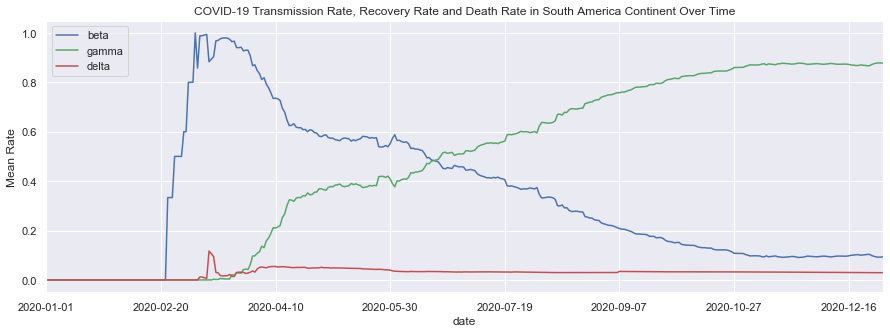 COVID-19 Transmission Rate, Recovery Rate and Death Rate in South America Continent Over Time
beta
gamma
delta
Mean Rate
1.0
0.8
0.6
0.4
0.2
0.0
2020-01-01 2020-02-20 2020-04-10 2020-05-30 2020-07-19 2020-09-07 2020-10-27 2020-12-16
date